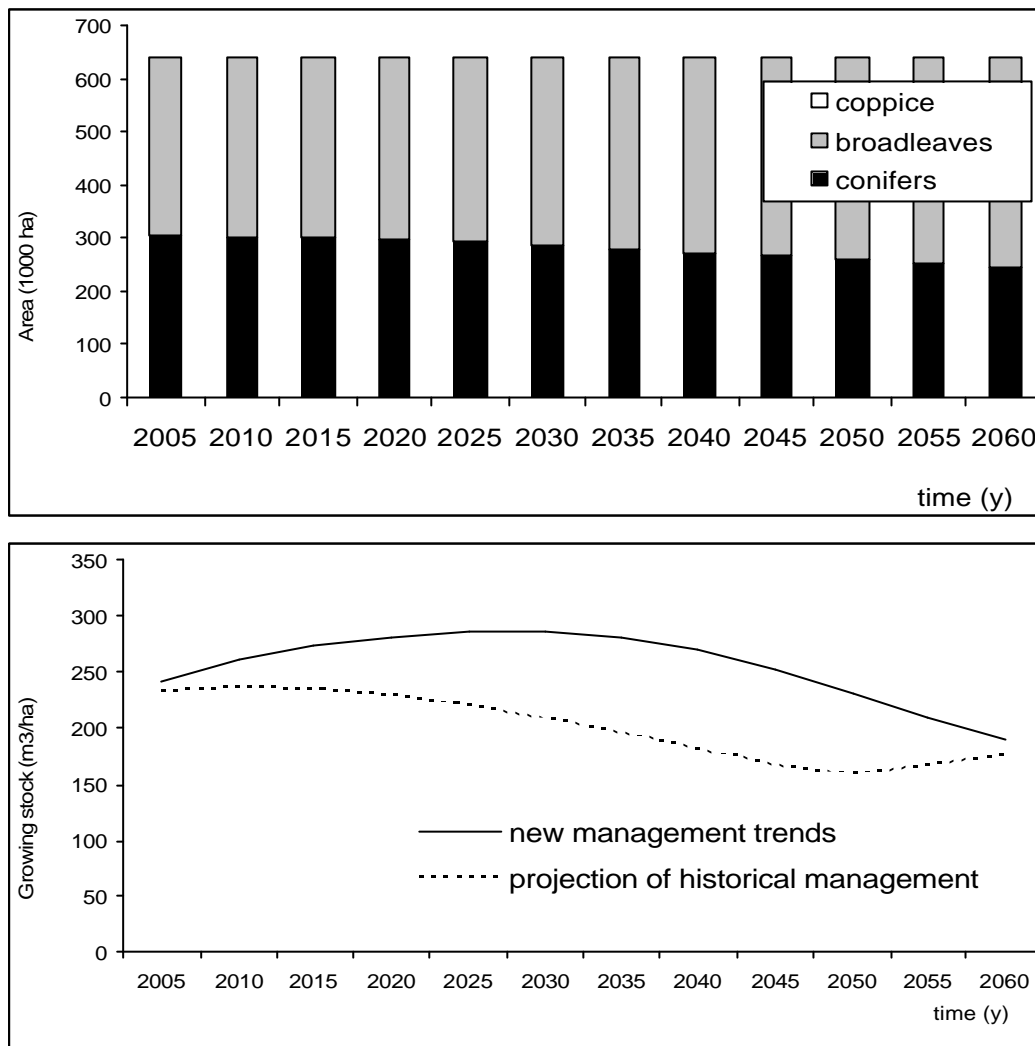 700
600
500
400
300
200
100
0
Area (1000 ha)
coppice
broadleaves
conifers
2005 2010 2015 2020 2025 2030 2035 2040 2045 2050 2055 2060
time (y)
350
300
250
200
150
100
50
0
Growing stock (m3/ha)
new management trends
projection of historical management
2005 2010 2015 2020 2025 2030 2035 2040 2045 2050 2055 2060
time (y)